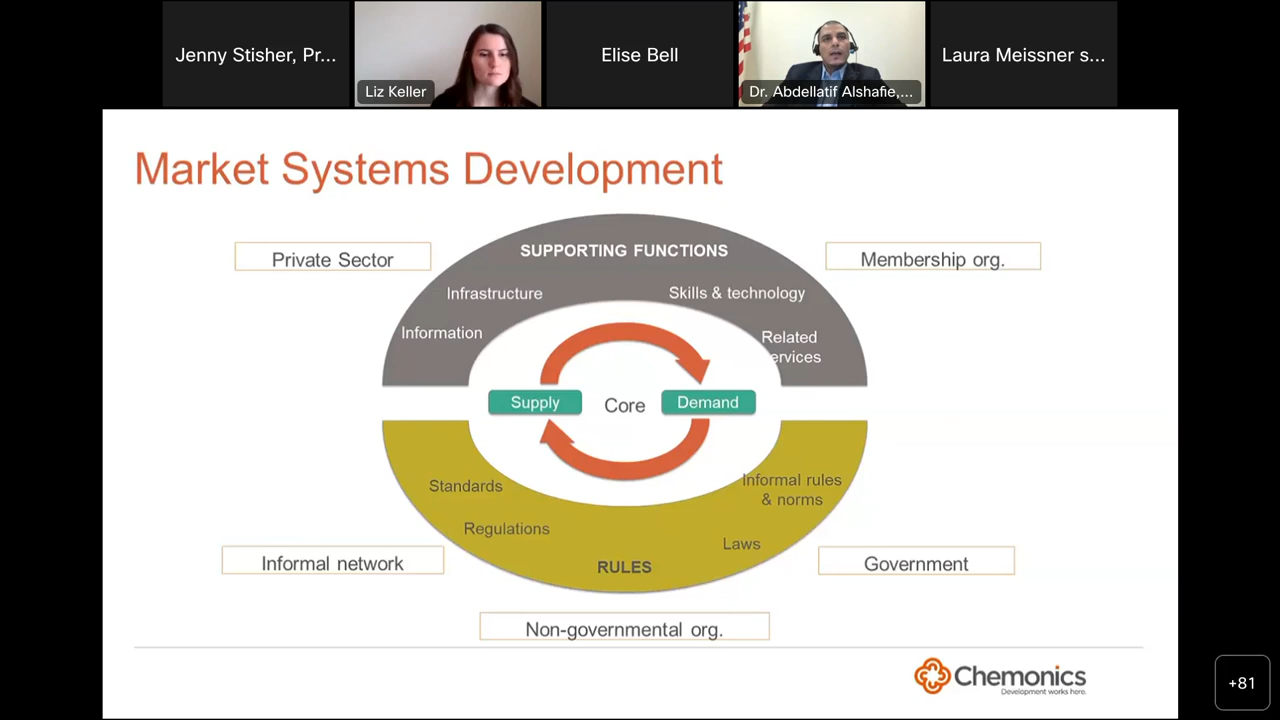 Jenny Stisher, Pr...
Liz Keller
Elise Bell
Dr. Abdellatif Alshafie,...
Laura Meissner s...
Market Systems Development
Private Sector
SUPPORTING FUNCTIONS
Membership org.
Infrastructure
Skills & technology
Information
Related
ervices
Supply
Core
Demand
Standards
Informal rules
& norms
Regulations
Laws
RULES
Informal network
Government
Non-governmental org.
Chemonics
Development works here.
+81